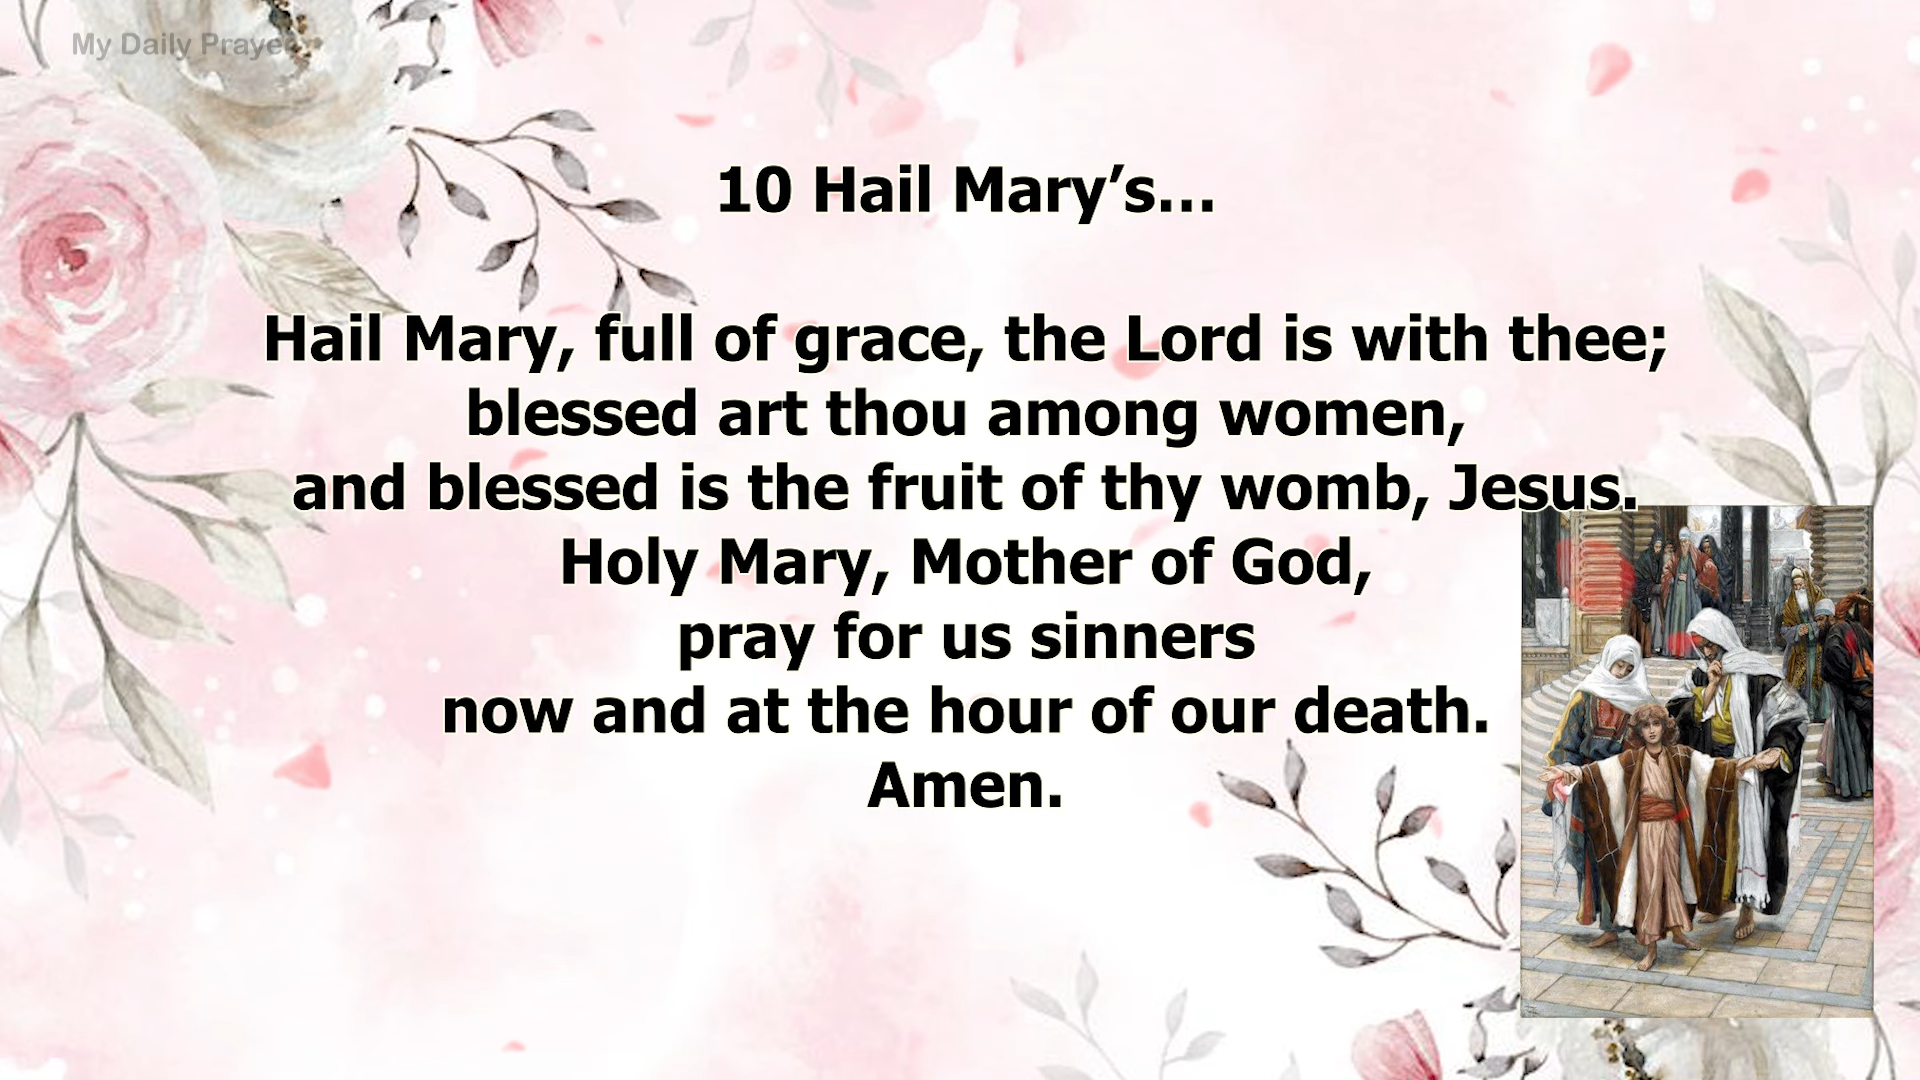 My Daily Prayer
10 Hail Mary’s...
Hail Mary, full of grace, the Lord is with thee;
blessed art thou among women,
and blessed is the fruit of thy womb, Jesus.
Holy Mary, Mother of God,
pray for us sinners
now and at the hour of our death.
Amen.